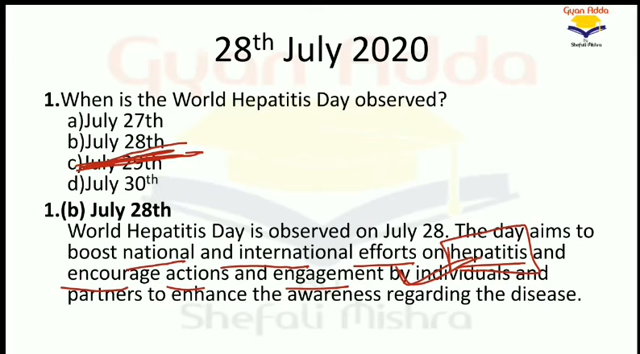 Gyan Adda
By
Shefali Mishra
28th July 2020
Gyan Adda
1.When is the World Hepatitis Day observed?
a)July 27th
b)July 28th
c)July 29th
d)July 30th
1.(b) July 28th
World Hepatitis Day is observed on July 28. The day aims to
boost national and international efforts on hepatitis and
encourage actions and engagement by individuals and
partners to enhance the awareness regarding the disease.
Shefali Mishra